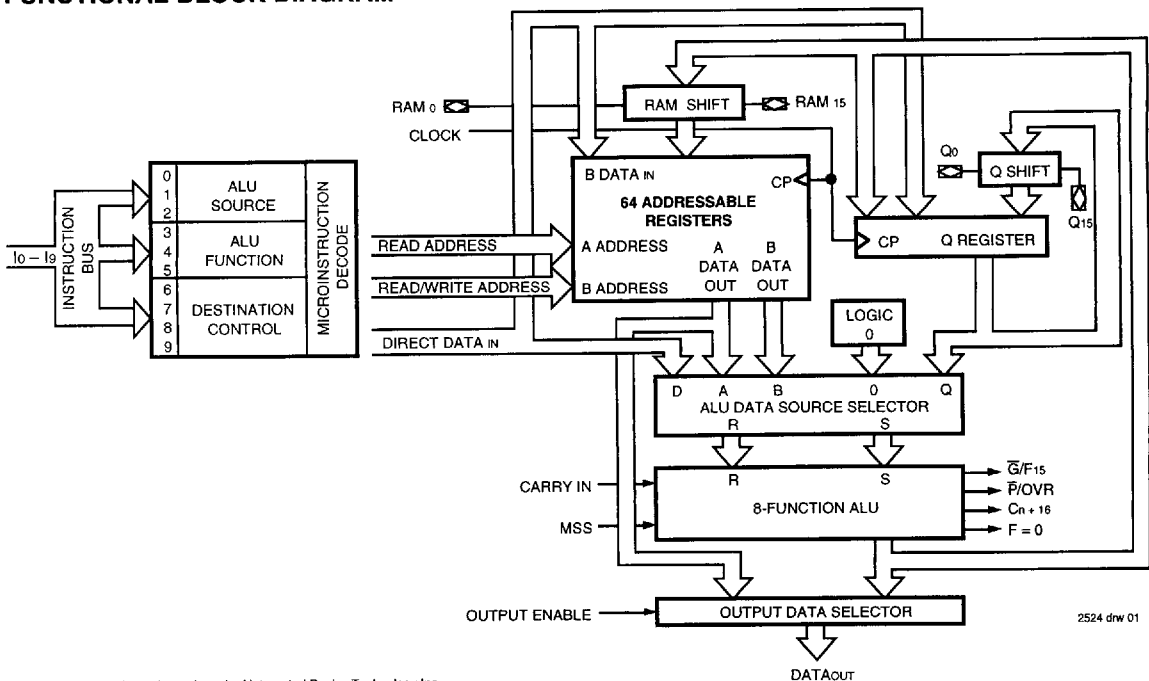 FUNCTIONAL BLOCK DIAGRAM
RAM 0
RAM SHIFT
RAM 15
CLOCK
Q0
Q SHIFT
Q15
I0 – I9
INSTRUCTION BUS
0
1
2
ALU SOURCE
3
4
5
ALU FUNCTION
6
7
8
9
DESTINATION CONTROL
MICROINSTRUCTION DECODE
B DATA IN
CP
64 ADDRESSABLE REGISTERS
READ ADDRESS
A ADDRESS
READ/WRITE ADDRESS
B ADDRESS
A DATA OUT
B DATA OUT
CP
Q REGISTER
LOGIC 0
DIRECT DATA IN
D A B 0 Q
ALU DATA SOURCE SELECTOR
R S
R S
8-FUNCTION ALU
CARRY IN
MSS
G̅/F15
P̅/OVR
Cn + 16
F = 0
OUTPUT ENABLE
OUTPUT DATA SELECTOR
DATAOUT
2524 drw 01